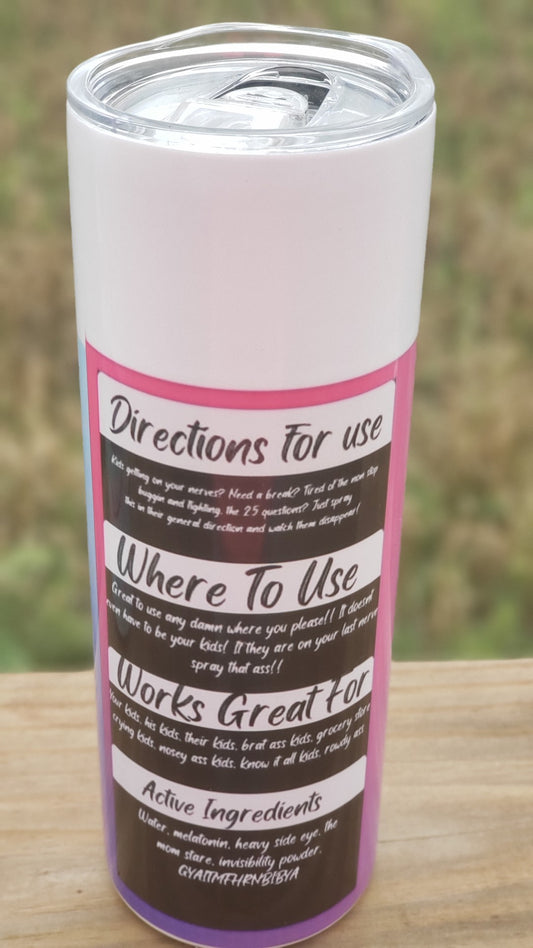 Directions For use
Kids getting on your nerves? Need a break? Tired of the non stop
buggin and fighting, the 25 questions? Just spray
this in their general direction and watch them disappear!
Where To Use
Great to use any damn where you please!! It doesnt
even have to be your kids! If they are on your last nerve
spray that ass!!
Works Great For
Your kids, his kids, their kids, brat ass kids, grocery store
crying kids, nosey ass kids, know it all kids, rowdy ass
Active Ingredients
Water, melatonin, heavy side eye, the
mom stare, invisibility powder,
GYAITMFHRNB!BYA